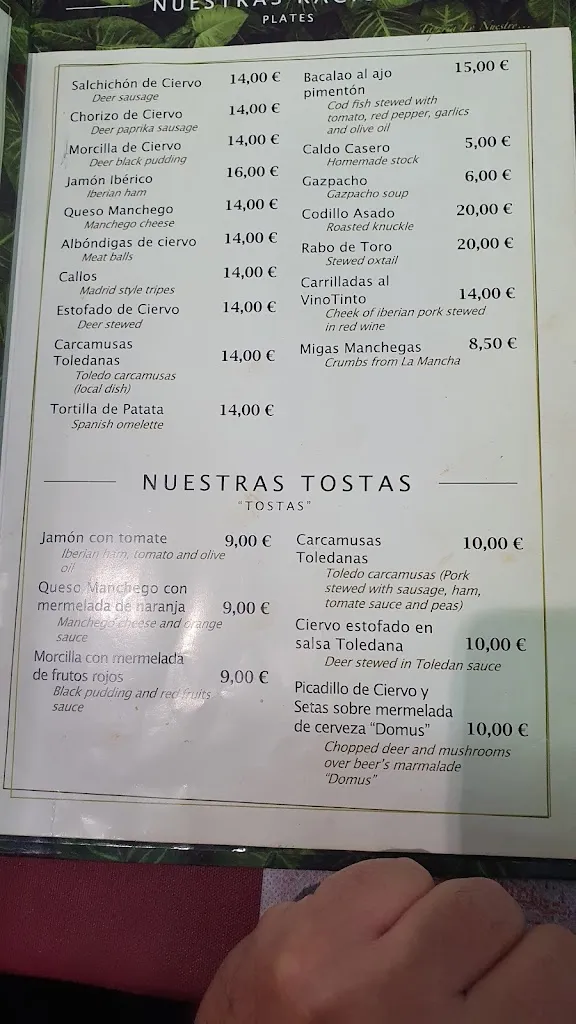 NUESTRAS RACIO
PLATES
Tapería Lo Nuestro...
Salchichón de Ciervo 14,00 €
Deer sausage
Chorizo de Ciervo 14,00 €
Deer paprika sausage
Morcilla de Ciervo 14,00 €
Deer black pudding
Jamón Ibérico 16,00 €
Iberian ham
Queso Manchego 14,00 €
Manchego cheese
Albóndigas de ciervo 14,00 €
Meat balls
Callos 14,00 €
Madrid style tripes
Estofado de Ciervo 14,00 €
Deer stewed
Carcamusas
Toledanas 14,00 €
Toledo carcamusas
(local dish)
Tortilla de Patata 14,00 €
Spanish omelette
Bacalao al ajo 15,00 €
pimentón
Cod fish stewed with
tomato, red pepper, garlics
and olive oil
Caldo Casero 5,00 €
Homemade stock
Gazpacho 6,00 €
Gazpacho soup
Codillo Asado 20,00 €
Roasted knuckle
Rabo de Toro 20,00 €
Stewed oxtail
Carrilladas al
VinoTinto 14,00 €
Cheek of iberian pork stewed
in red wine
Migas Manchegas 8,50 €
Crumbs from La Mancha
NUESTRAS TOSTAS
"TOSTAS"
Jamón con tomate 9,00 €
Iberian ham, tomato and olive
oil
Queso Manchego con
mermelada de naranja 9,00 €
Manchego cheese and orange
sauce
Morcilla con mermelada
de frutos rojos 9,00 €
Black pudding and red fruits
sauce
Carcamusas 10,00 €
Toledanas
Toledo carcamusas (Pork
stewed with sausage, ham,
tomate sauce and peas)
Ciervo estofado en
salsa Toledana 10,00 €
Deer stewed in Toledan sauce
Picadillo de Ciervo y
Setas sobre mermelada
de cerveza "Domus" 10,00 €
Chopped deer and mushrooms
over beer's marmalade
"Domus"